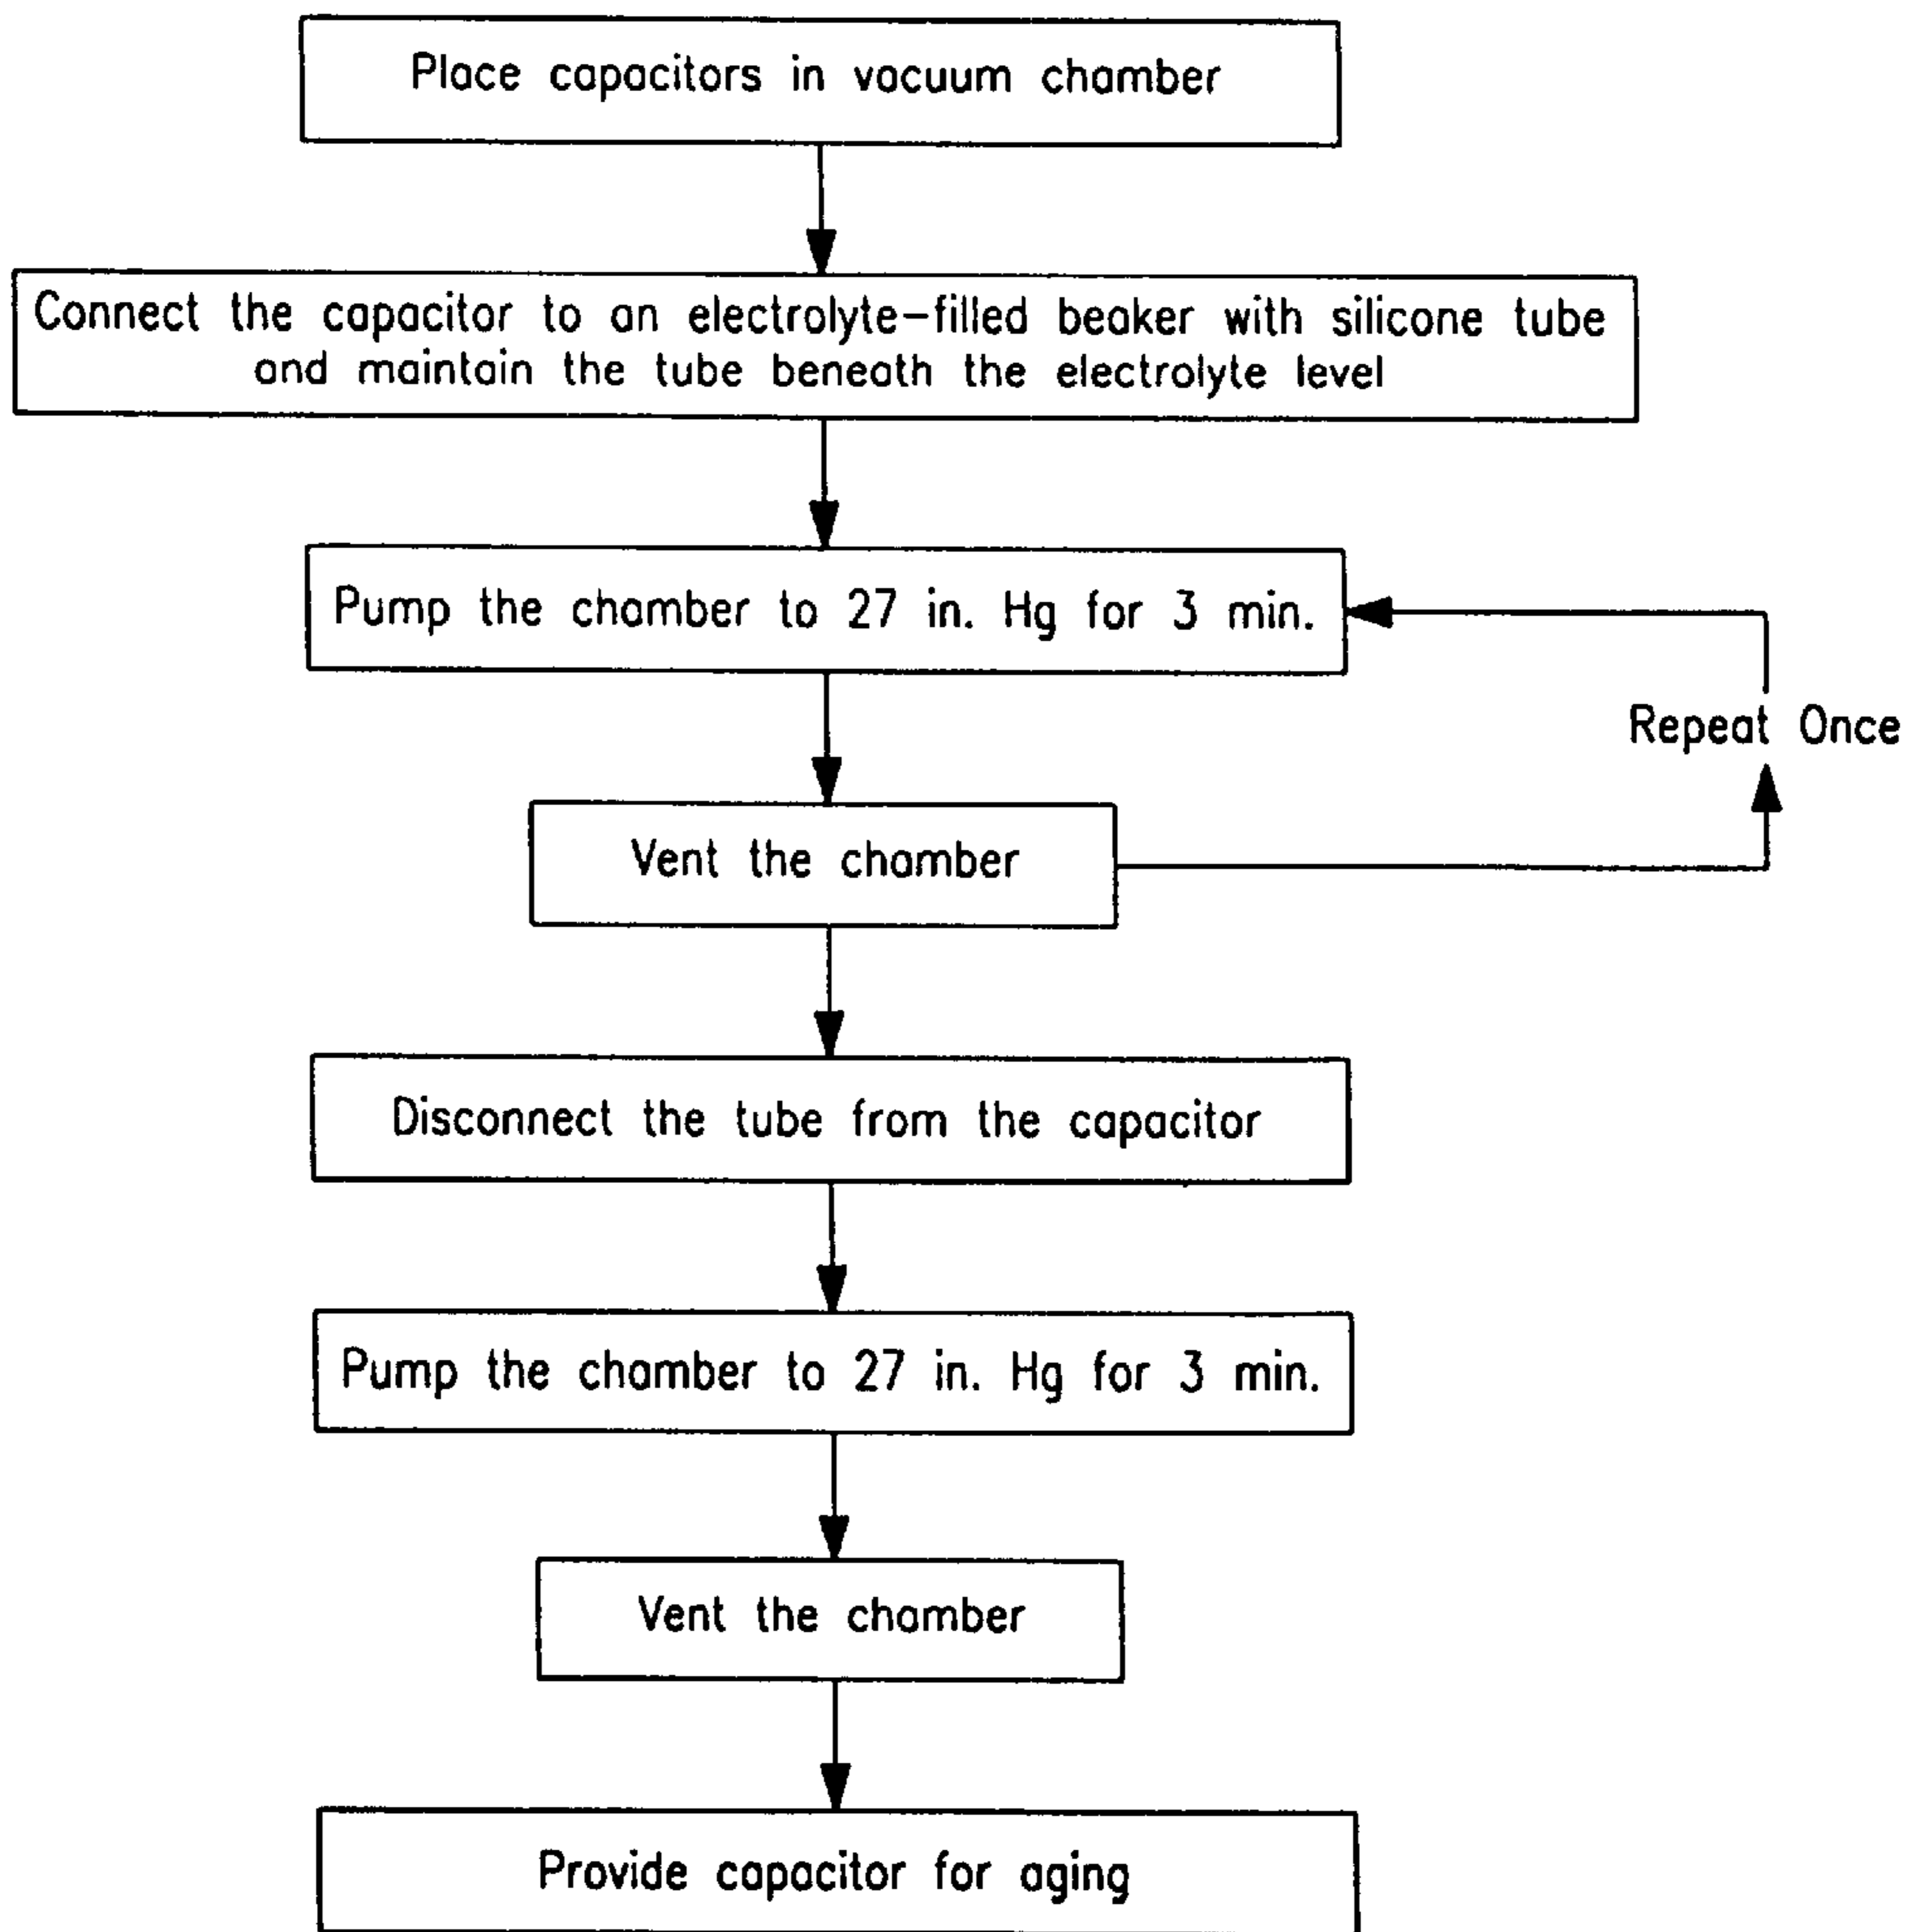 Place capacitors in vacuum chamber
Connect the capacitor to an electrolyte-filled beaker with silicone tube
and maintain the tube beneath the electrolyte level
Pump the chamber to 27 in. Hg for 3 min.
Repeat Once
Vent the chamber
Disconnect the tube from the capacitor
Pump the chamber to 27 in. Hg for 3 min.
Vent the chamber
Provide capacitor for aging